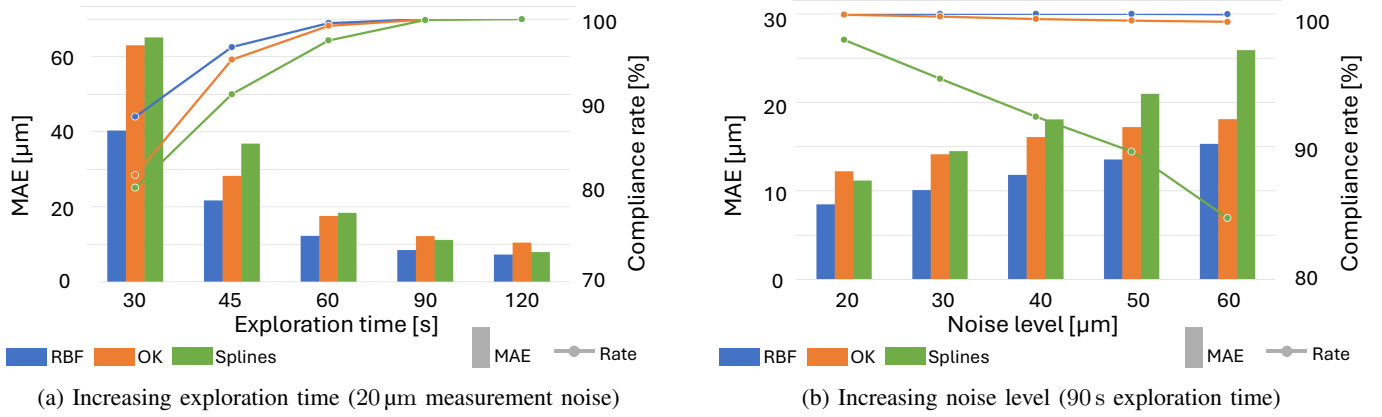 MAE [µm]
60
40
20
0
100
90
80
70
Compliance rate [%]
30 45 60 90 120
Exploration time [s]
RBF OK Splines MAE Rate
(a) Increasing exploration time (20 µm measurement noise)
MAE [µm]
30
20
10
0
100
90
80
Compliance rate [%]
20 30 40 50 60
Noise level [µm]
RBF OK Splines MAE Rate
(b) Increasing noise level (90 s exploration time)